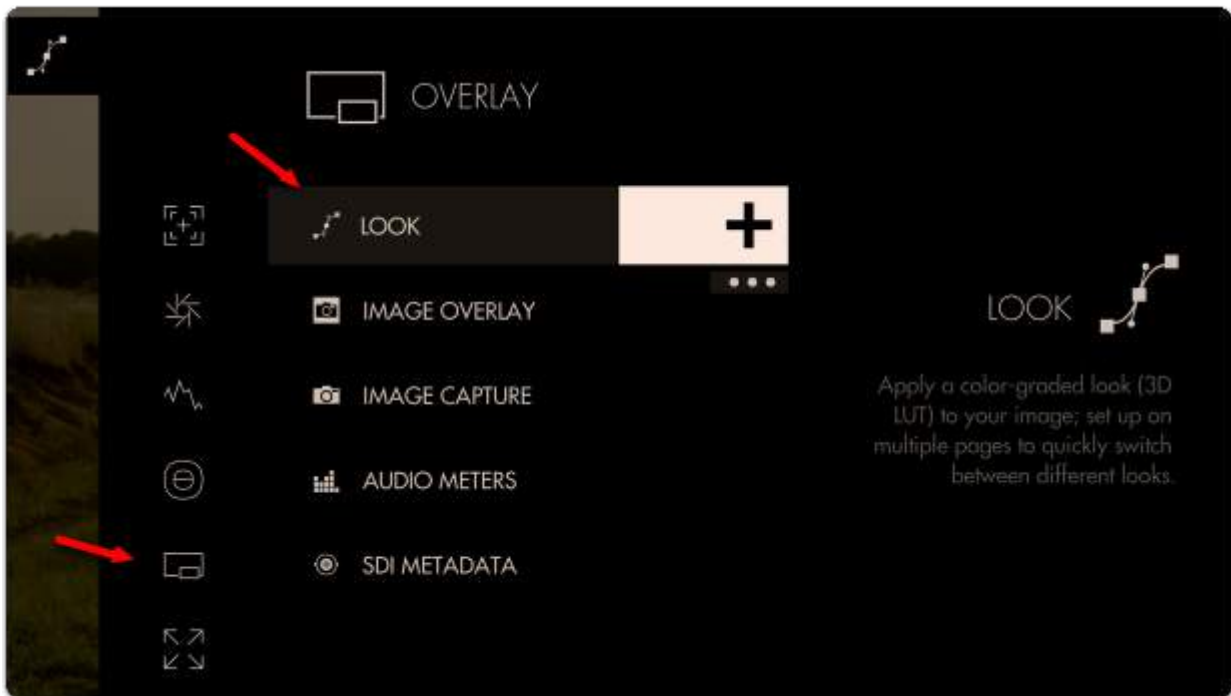 OVERLAY
LOOK
IMAGE OVERLAY
IMAGE CAPTURE
AUDIO METERS
SDI METADATA
LOOK
Apply a color-graded look (3D
LUT) to your image; set up on
multiple pages to quickly switch
between different looks.